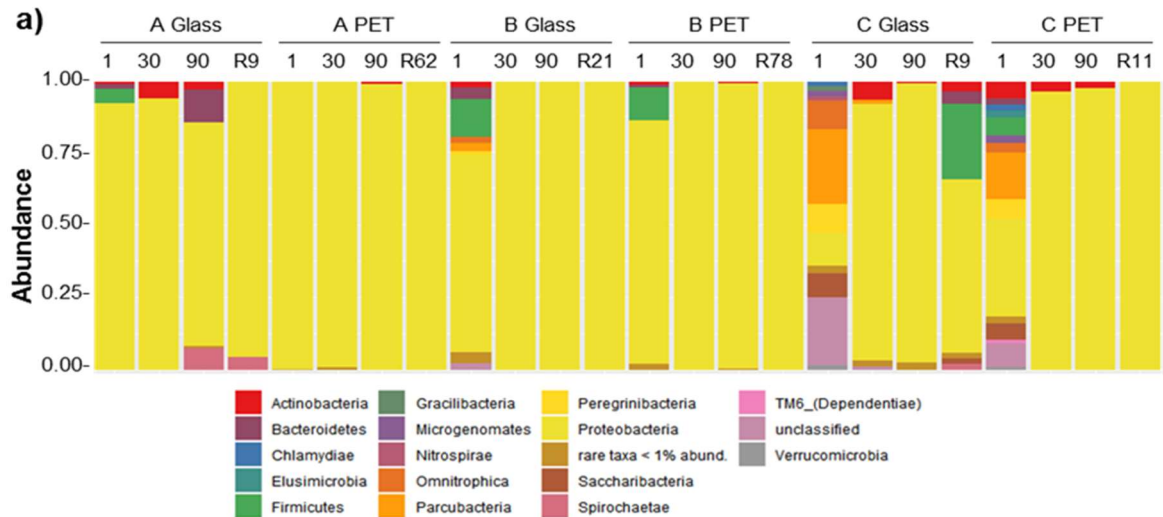 a)
A Glass A PET B Glass B PET C Glass C PET
1 30 90 R9 1 30 90 R62 1 30 90 R21 1 30 90 R78 1 30 90 R9 1 30 90 R11
Abundance
1.00-
0.75-
0.50-
0.25-
0.00-
Actinobacteria Gracilibacteria Peregrinibacteria TM6_(Dependentiae)
Bacteroidetes Microgenomates Proteobacteria unclassified
Chlamydiae Nitrospirae rare taxa < 1% abund. Verrucomicrobia
Elusimicrobia Omnitrophica Saccharibacteria
Firmicutes Parcubacteria Spirochaetae